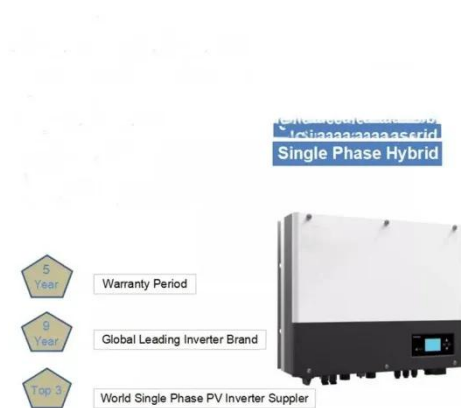 Single Phase Hybrid
5
Year
Warranty Period
9
Year
Global Leading Inverter Brand
Top 3
World Single Phase PV Inverter Suppler